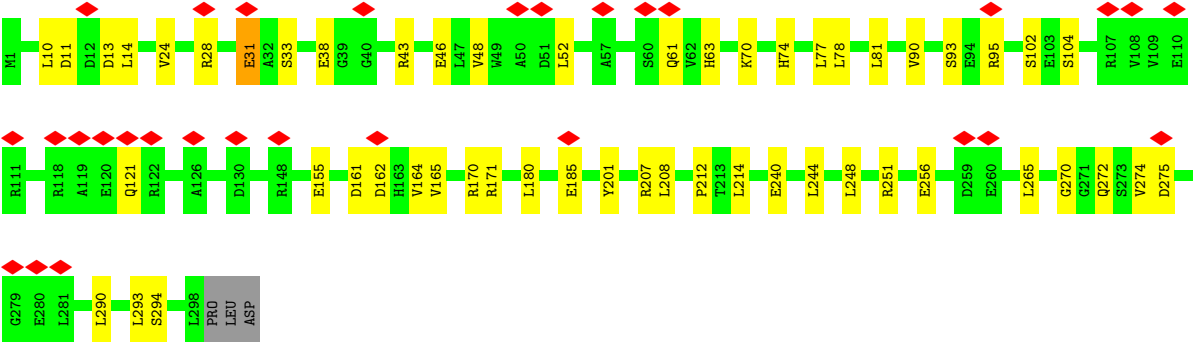 M1 L10 D11 D12 D13 L14 V24 R28 E31 A32 S33 E38 G39 G40 R43 E46 L47 V48 W49 A50 D51 L52 A57 S60 Q61 V62 H63 K70 H74 L77 L78 L81 V90 S93 E94 R95 S102 E103 S104 R107 V108 V109 E110
R111 R118 A119 E120 Q121 R122 A126 D130 R148 E155 D161 D162 H163 V164 V165 R170 R171 L180 E185 Y201 R207 L208 P212 T213 L214 E240 L244 L248 R251 E256 D259 E260 L265 G270 G271 Q272 S273 V274 D275
G279 E280 L281 L290 L293 S294 L298 PRO LEU ASP